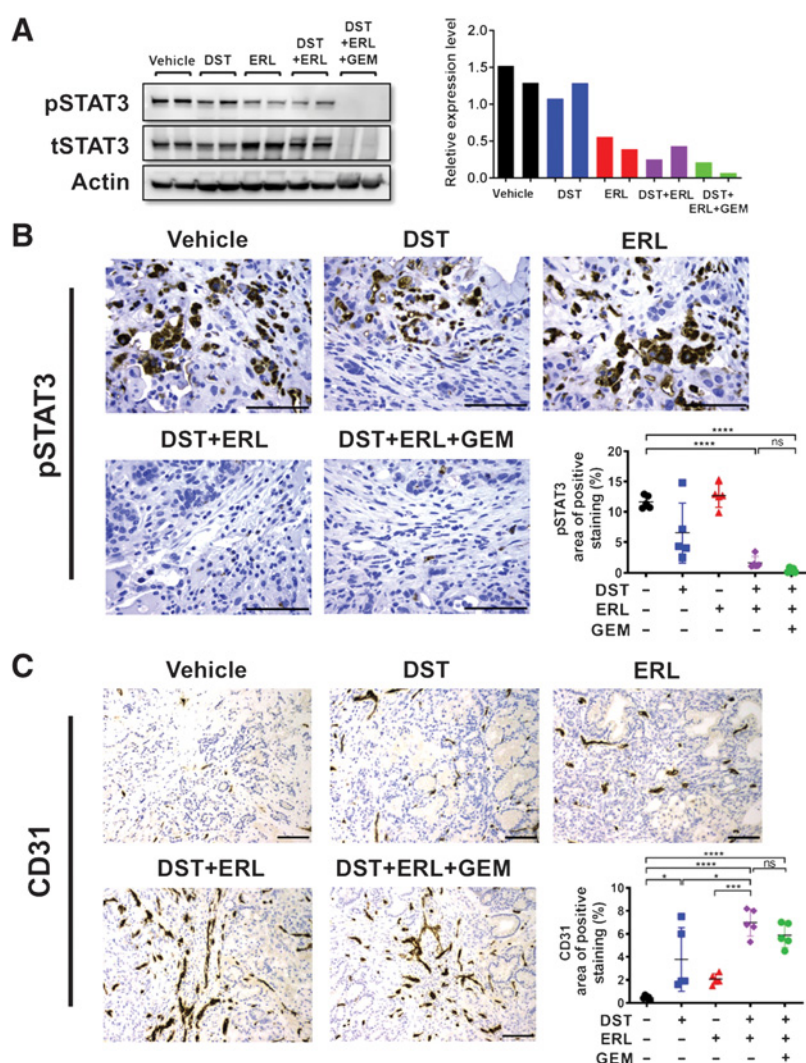 A
Vehicle DST ERL DST +ERL DST +ERL +GEM
pSTAT3
tSTAT3
Actin
Reletive expression level
2.0
1.5
1.0
0.5
0.0
Vehicle DST ERL DST+ERL DST+ ERL+GEM
B
pSTAT3
Vehicle DST ERL
DST+ERL DST+ERL+GEM
****
**** ns
pSTAT3
area of positive
staining (%)
20
15
10
5
0
DST – + – + +
ERL – – + + +
GEM – – – – +
C
CD31
Vehicle DST ERL
DST+ERL DST+ERL+GEM
****
**** ns
* *
***
CD31
area of positive
staining (%)
10
8
6
4
2
0
DST – + – + +
ERL – – + + +
GEM – – – – +